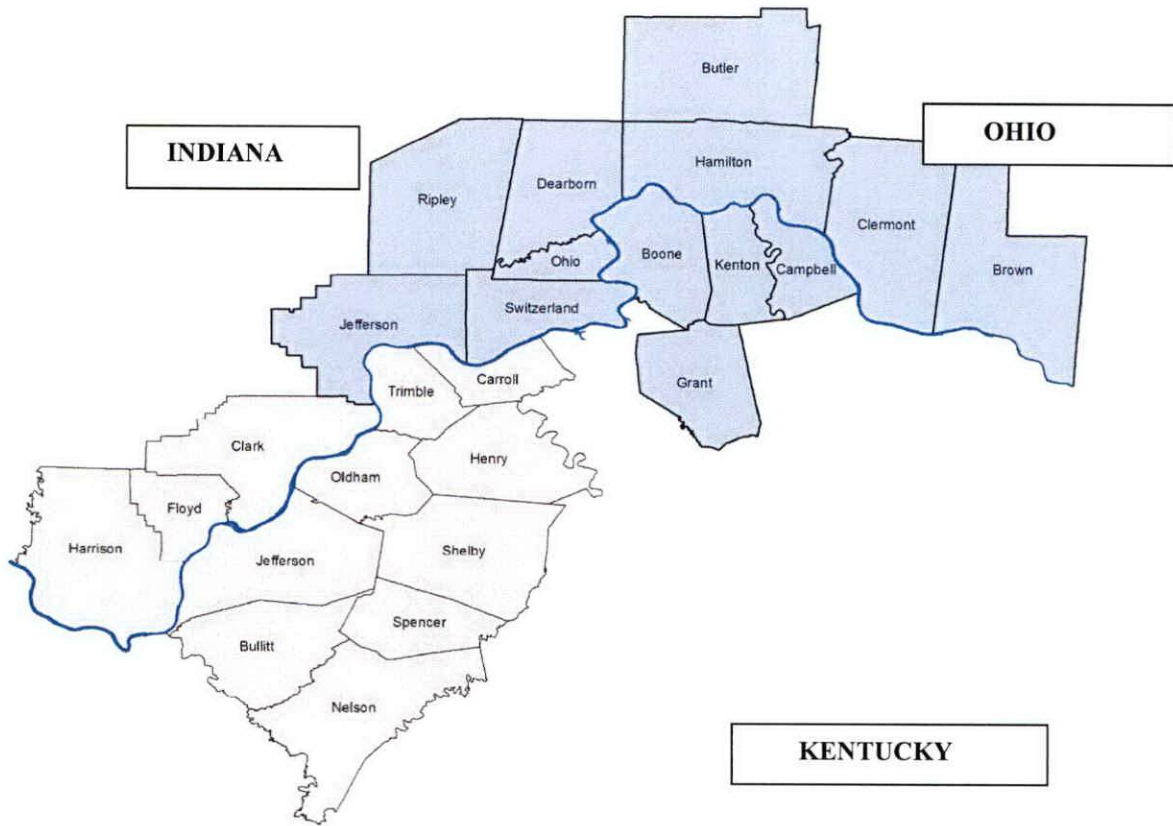 Butler
INDIANA
OHIO
Hamilton
Dearborn
Ripley
Clermont
Ohio
Boone
Kenton
Campbell
Brown
Switzerland
Jefferson
Grant
Carroll
Trimble
Clark
Henry
Oldham
Floyd
Harrison
Jefferson
Shelby
Spencer
Bullitt
Nelson
KENTUCKY